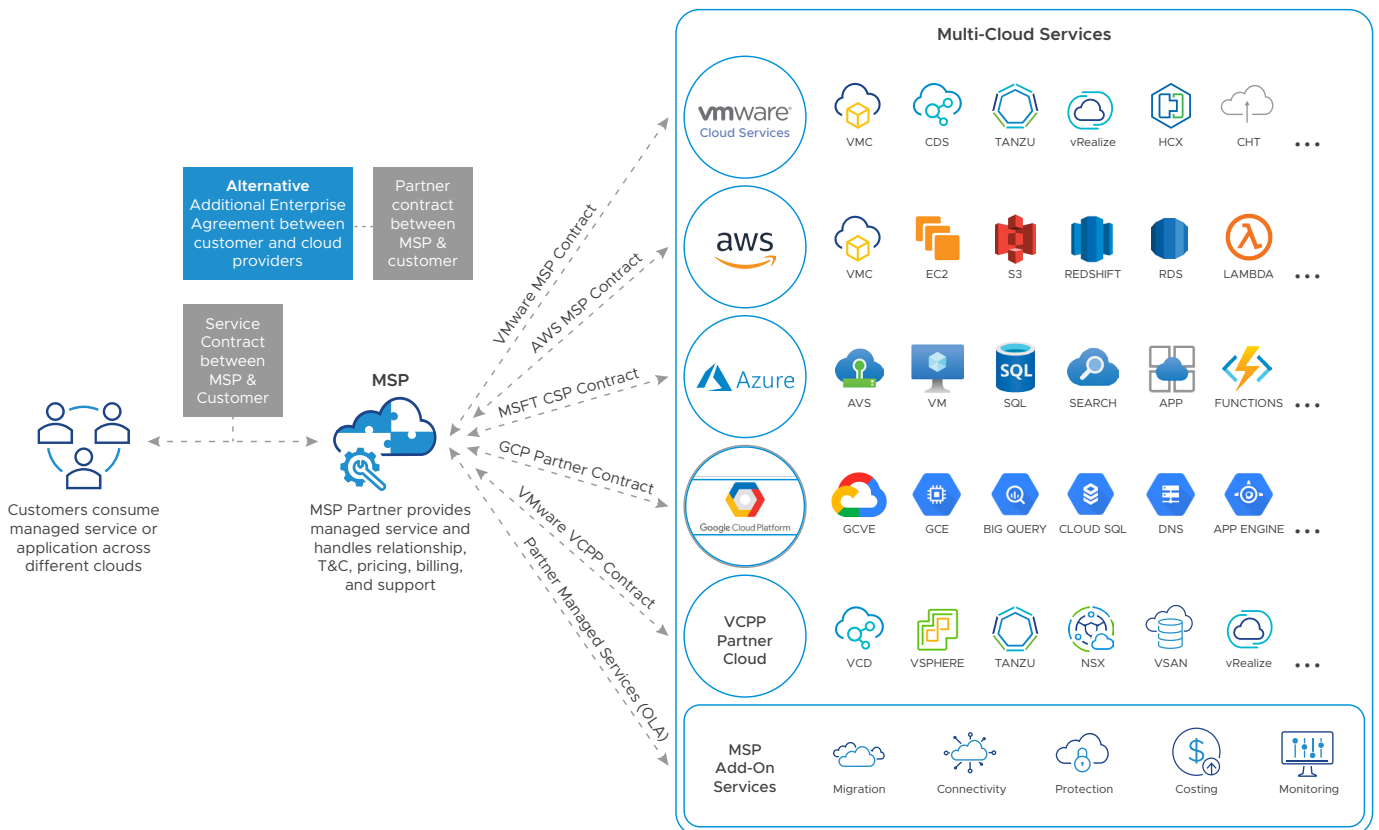 Multi-Cloud Services
vmware®
Cloud Services
VMC
CDS
TANZU
vRealize
HCX
CHT
...
Alternative
Additional Enterprise
Agreement between
customer and cloud
providers
Partner
contract
between
MSP &
customer
aws
VMC
EC2
S3
REDSHIFT
RDS
LAMBDA
...
Service
Contract
between
MSP &
Customer
MSP
VMware MSP Contract
AWS MSP Contract
MSFT CSP Contract
GCP Partner Contract
VMware VCPP Contract
Partner Managed Services (OLA)
Azure
AVS
VM
SQL
SQL
SEARCH
APP
FUNCTIONS
...
Customers consume
managed service or
application across
different clouds
MSP Partner provides
managed service and
handles relationship,
T&C, pricing, billing,
and support
Google Cloud Platform
GCVE
GCE
BIG QUERY
CLOUD SQL
DNS
APP ENGINE
...
VCPP
Partner
Cloud
VCD
VSPHERE
TANZU
NSX
VSAN
vRealize
...
MSP
Add-On
Services
Migration
Connectivity
Protection
$
Costing
Monitoring